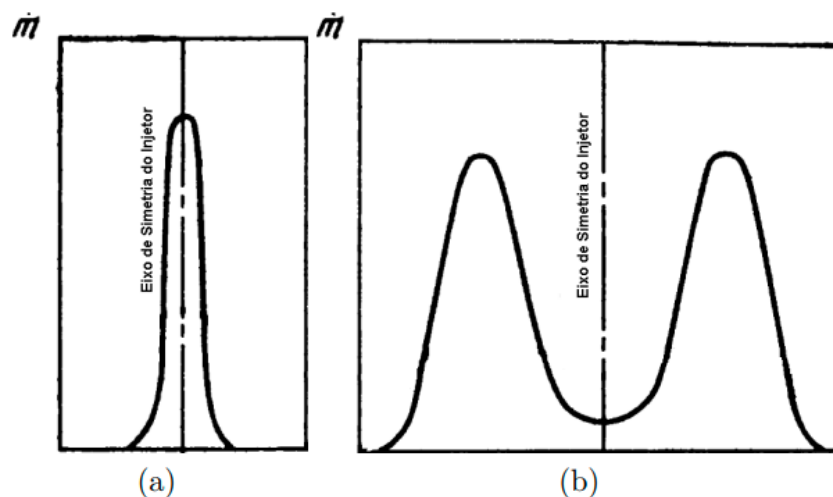 ṁ
ṁ
Eixo de Simetria do Injetor
Eixo de Simetria do Injetor
(a)
(b)